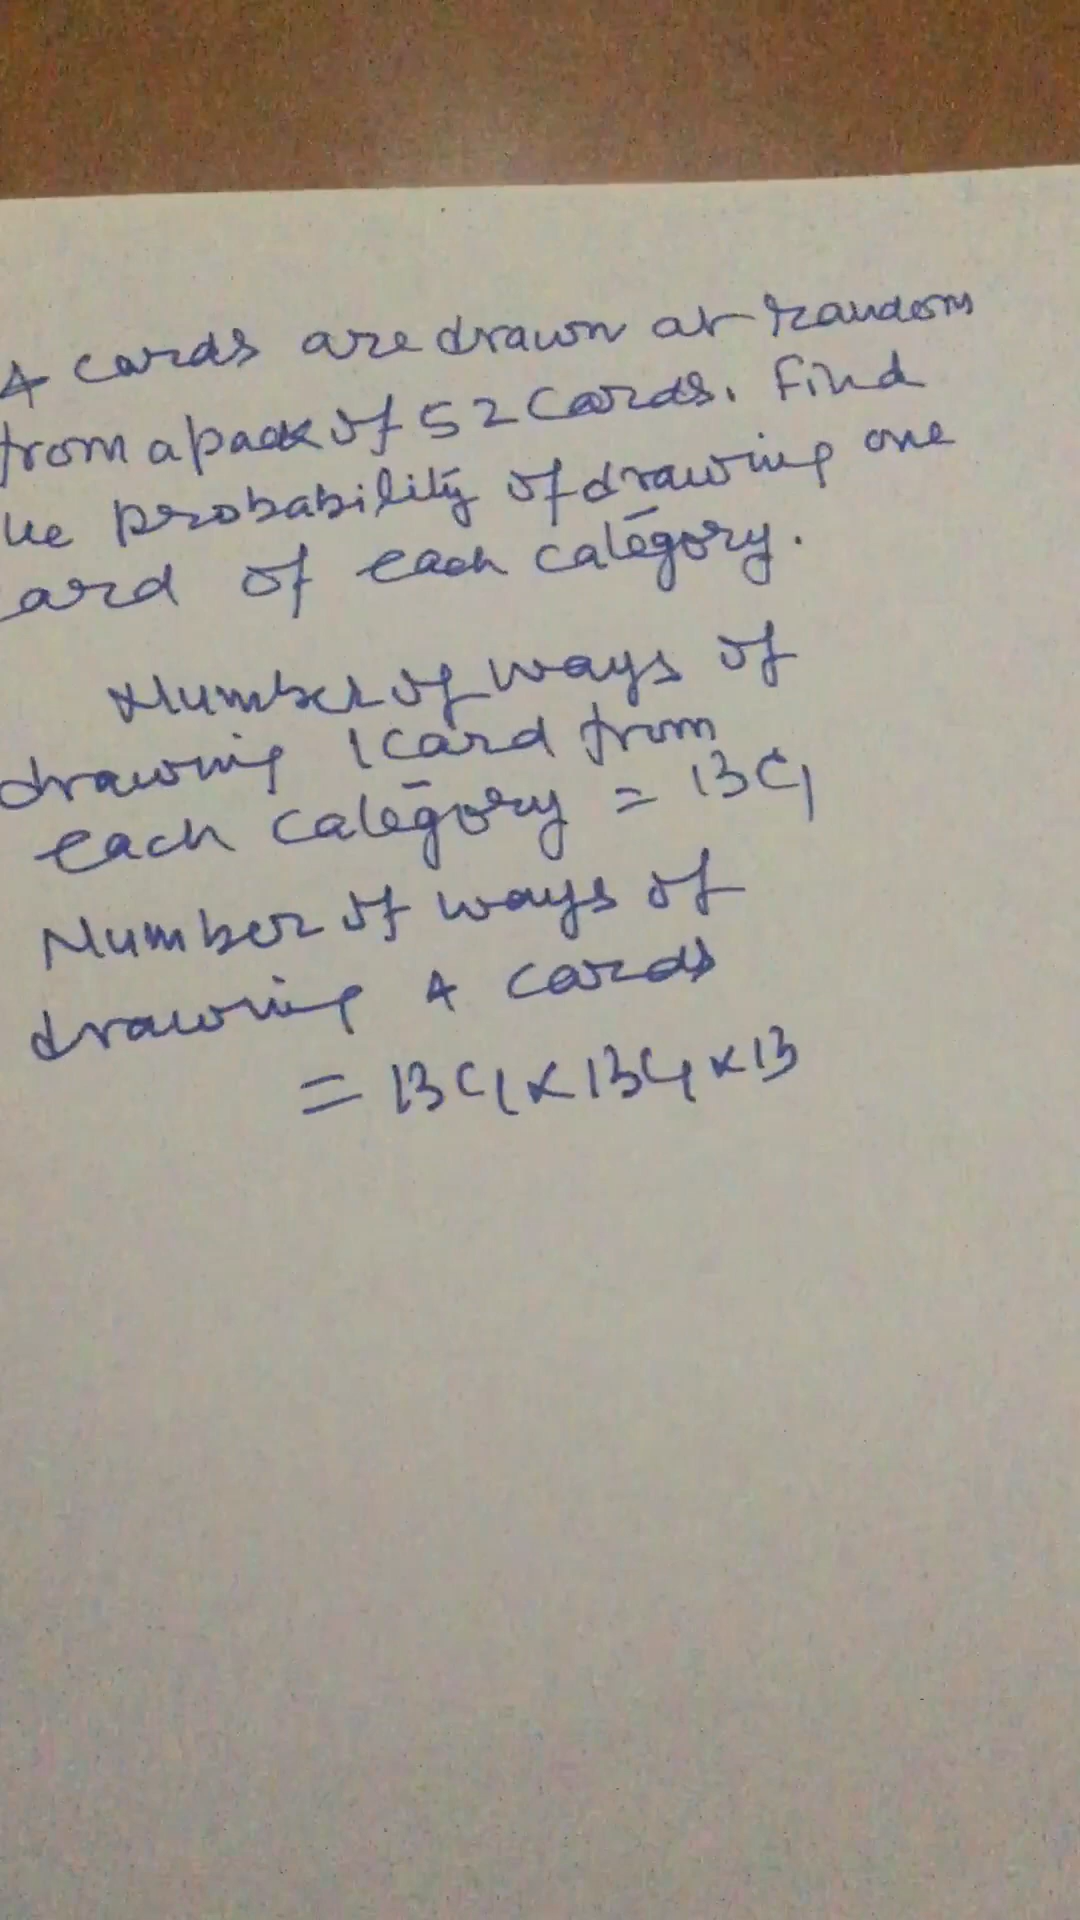 4 cards are drawn at random
from a pack of 52 cards. Find
he probability of drawing one
ard of each category.
Number of ways of
drawing 1 card from
each category = 13C1
Number of ways of
drawing 4 cards
= 13C1 x 13C1 x 13